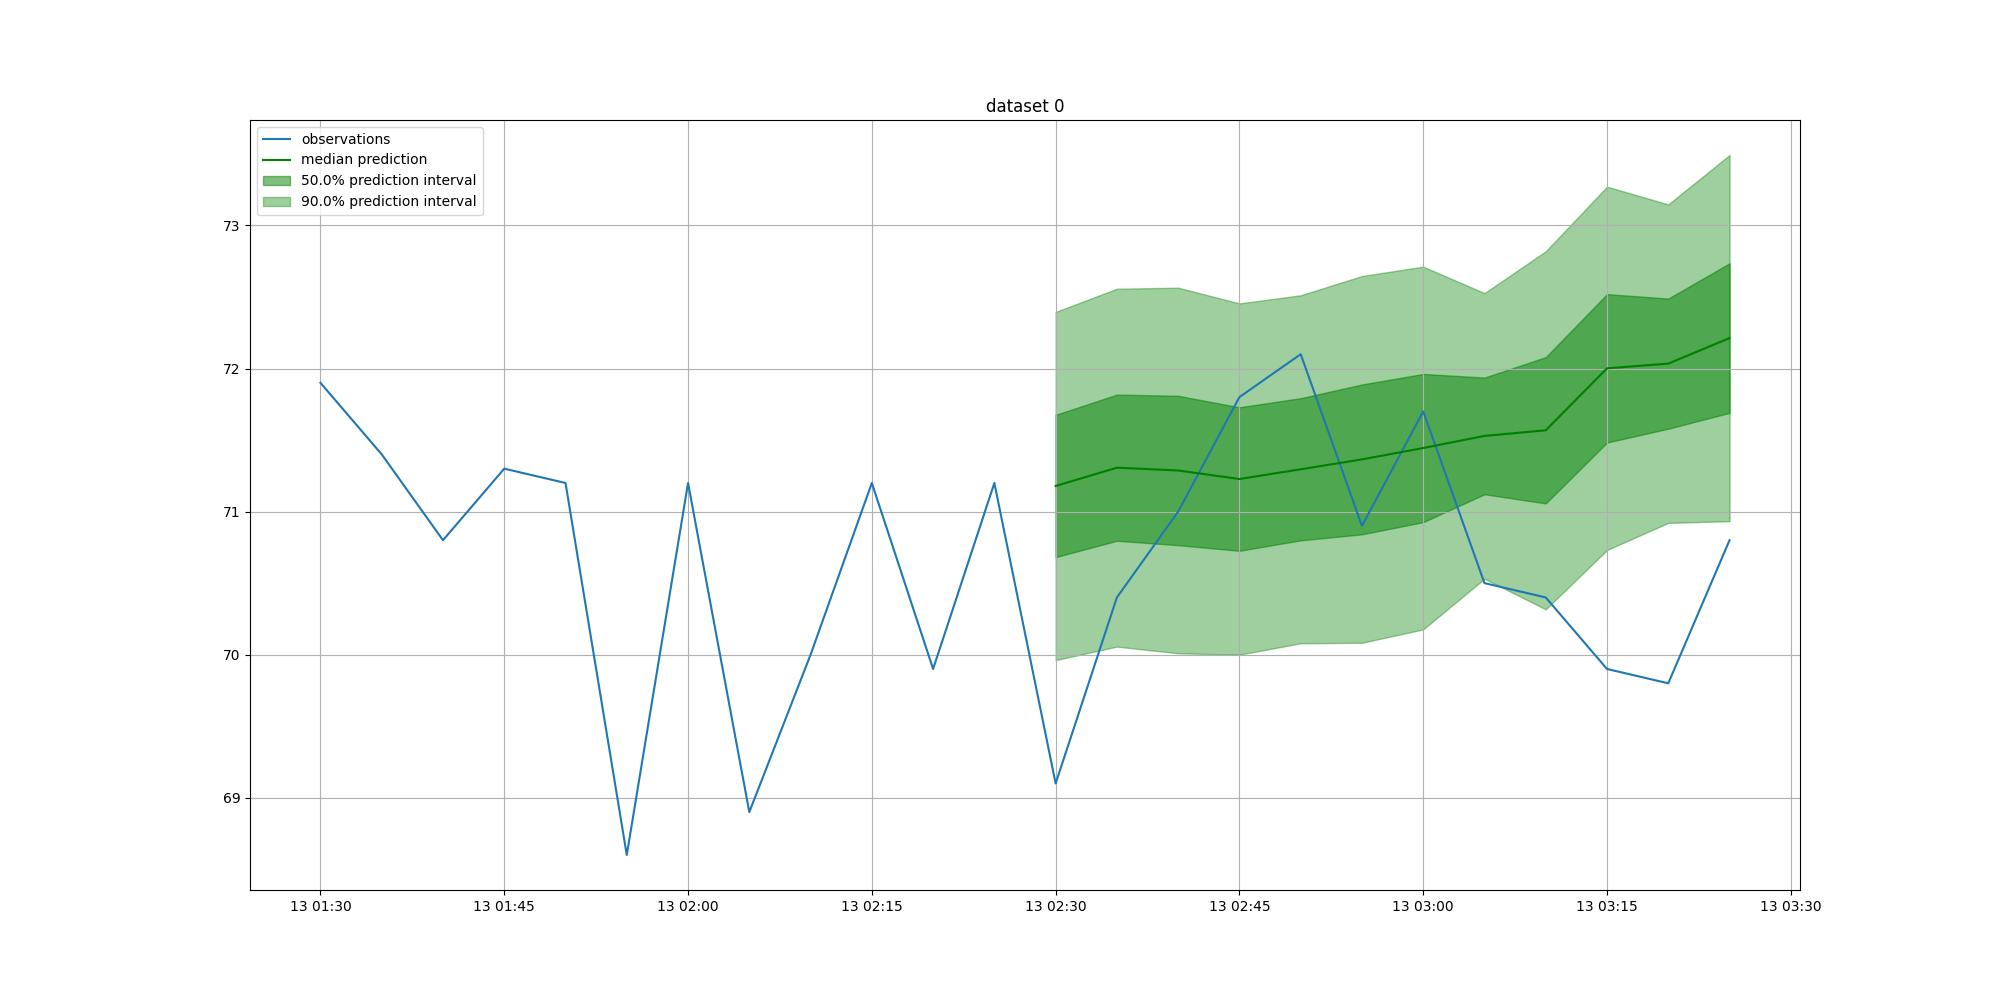 dataset 0
observations
median prediction
50.0% prediction interval
90.0% prediction interval
73
72
71
70
69
13 01:30 13 01:45 13 02:00 13 02:15 13 02:30 13 02:45 13 03:00 13 03:15 13 03:30